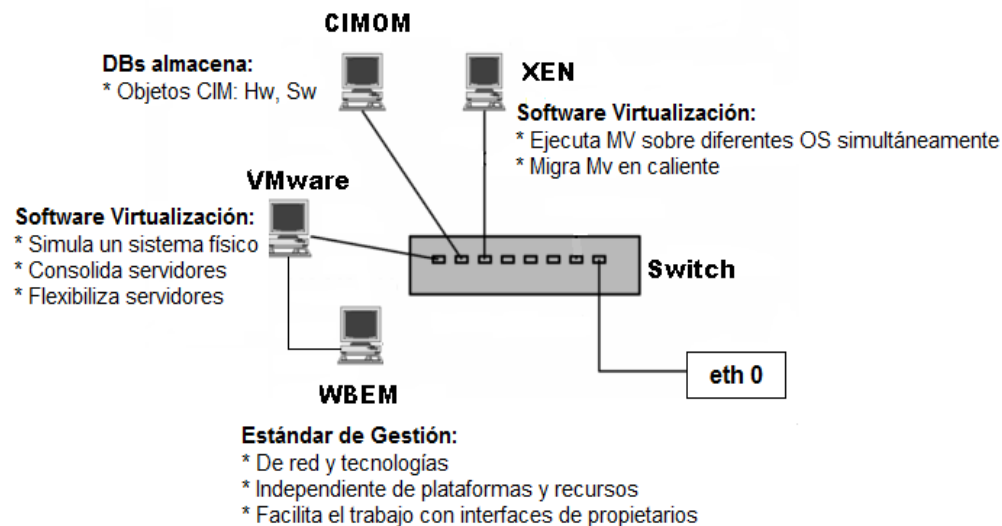 CIMOM
DBs almacena:
* Objetos CIM: Hw, Sw
XEN
Software Virtualización:
* Ejecuta MV sobre diferentes OS simultáneamente
* Migra Mv en caliente
VMware
Software Virtualización:
* Simula un sistema físico
* Consolida servidores
* Flexibiliza servidores
Switch
eth 0
WBEM
Estándar de Gestión:
* De red y tecnologías
* Independiente de plataformas y recursos
* Facilita el trabajo con interfaces de propietarios